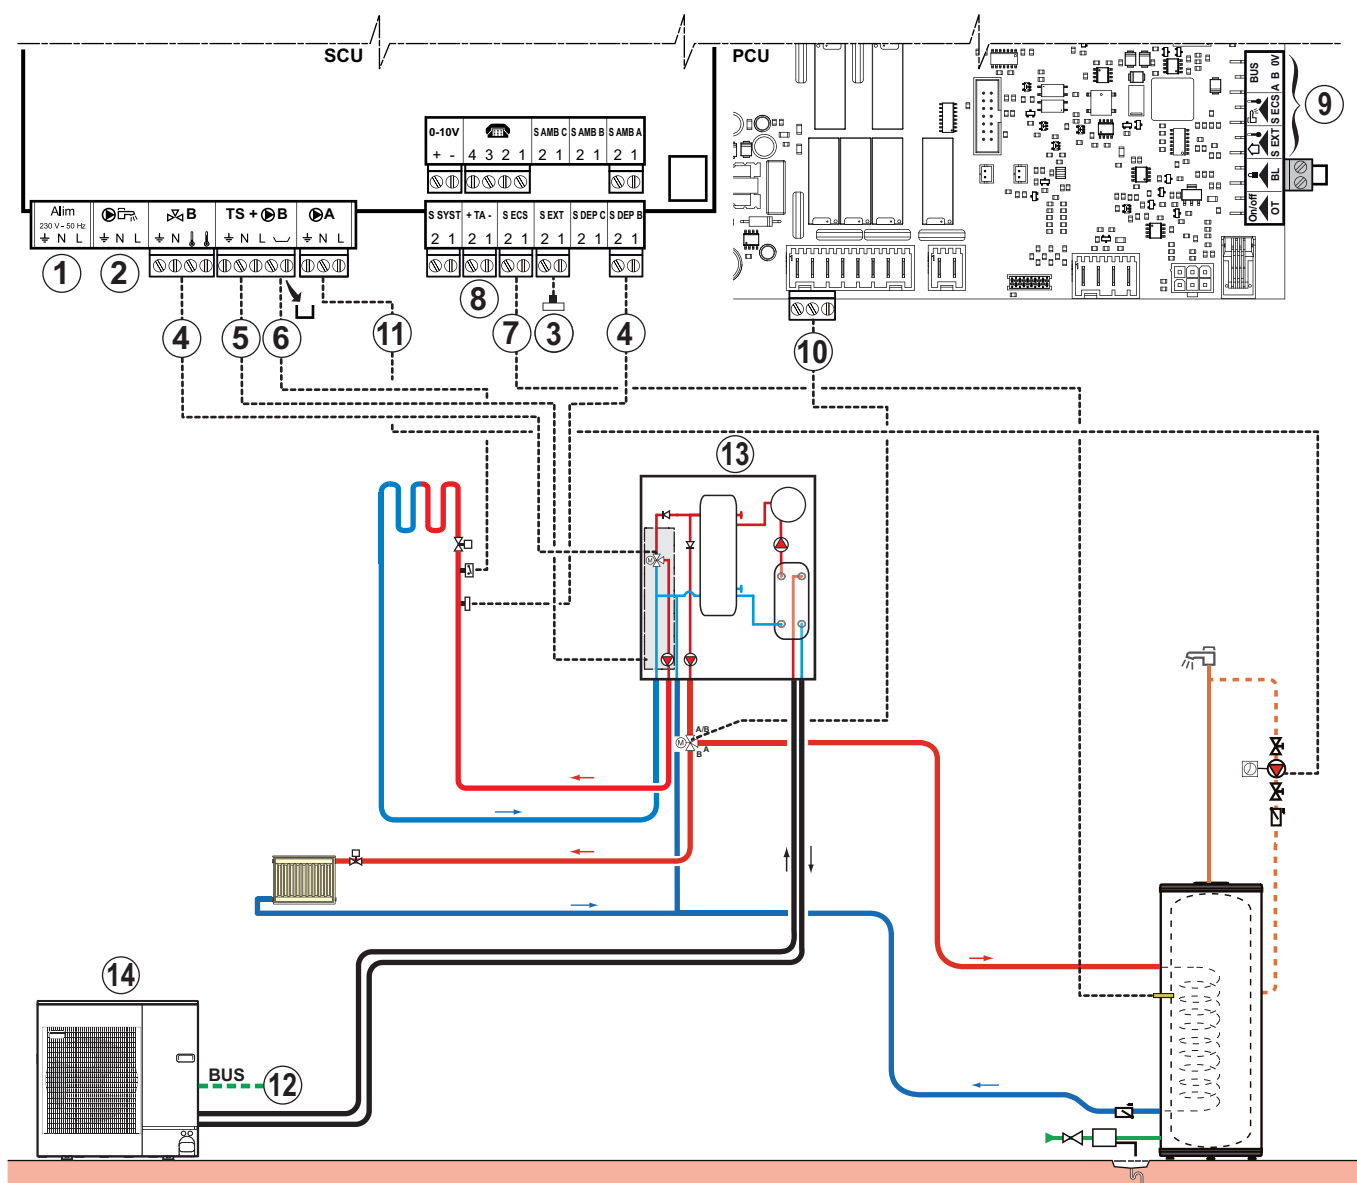 SCU
PCU
0-10V
S AMB C
S AMB B
S AMB A
+ -
4 3 2 1
2 1
2 1
2 1
Alim
230 V - 50 Hz
N L
N L
B
N
TS + B
N L
A
N L
S SYST
+ TA -
S ECS
S EXT
S DEP C
S DEP B
2 1
2 1
2 1
2 1
2 1
2 1
BUS
A B 0V
S ECS
S EXT
BL
On/off
OT
9
1
2
8
4
5
6
11
7
3
4
10
13
M
A/B
M
A
B
14
BUS
12